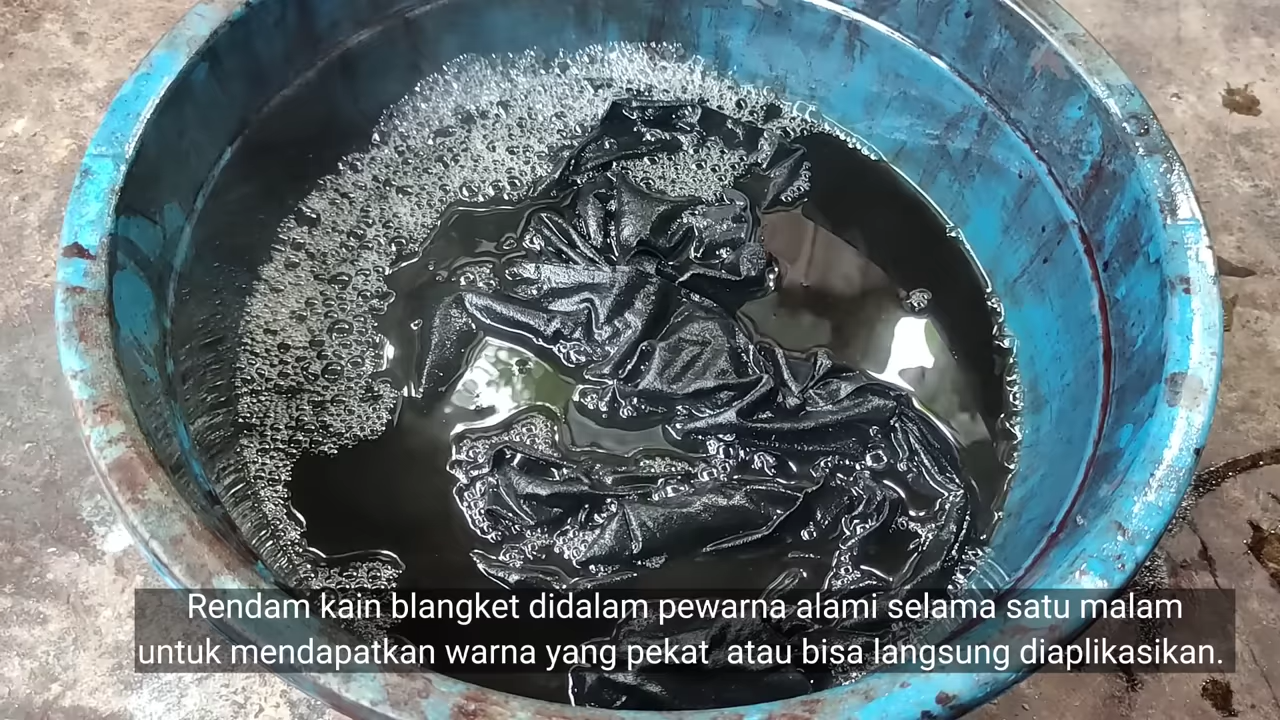 Rendam kain blangket didalam pewarna alami selama satu malam
untuk mendapatkan warna yang pekat  atau bisa langsung diaplikasikan.